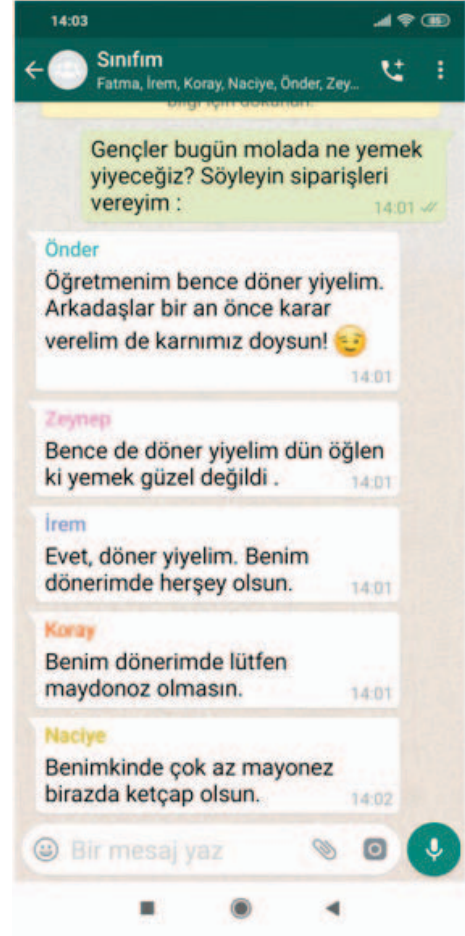 14:03
85
Sınıfım
Fatma, İrem, Koray, Naciye, Önder, Zey...
bilgi için dokunun.
Gençler bugün molada ne yemek
yiyeceğiz? Söyleyin siparişleri
vereyim :
14:01
Önder
Öğretmenim bence döner yiyelim.
Arkadaşlar bir an önce karar
verelim de karnımız doysun! 😏
14:01
Zeynep
Bence de döner yiyelim dün öğlen
ki yemek güzel değildi .
14:01
İrem
Evet, döner yiyelim. Benim
dönerimde herşey olsun.
14:01
Koray
Benim dönerimde lütfen
maydonoz olmasın.
14:01
Naciye
Benimkinde çok az mayonez
birazda ketçap olsun.
14:02
Bir mesaj yaz